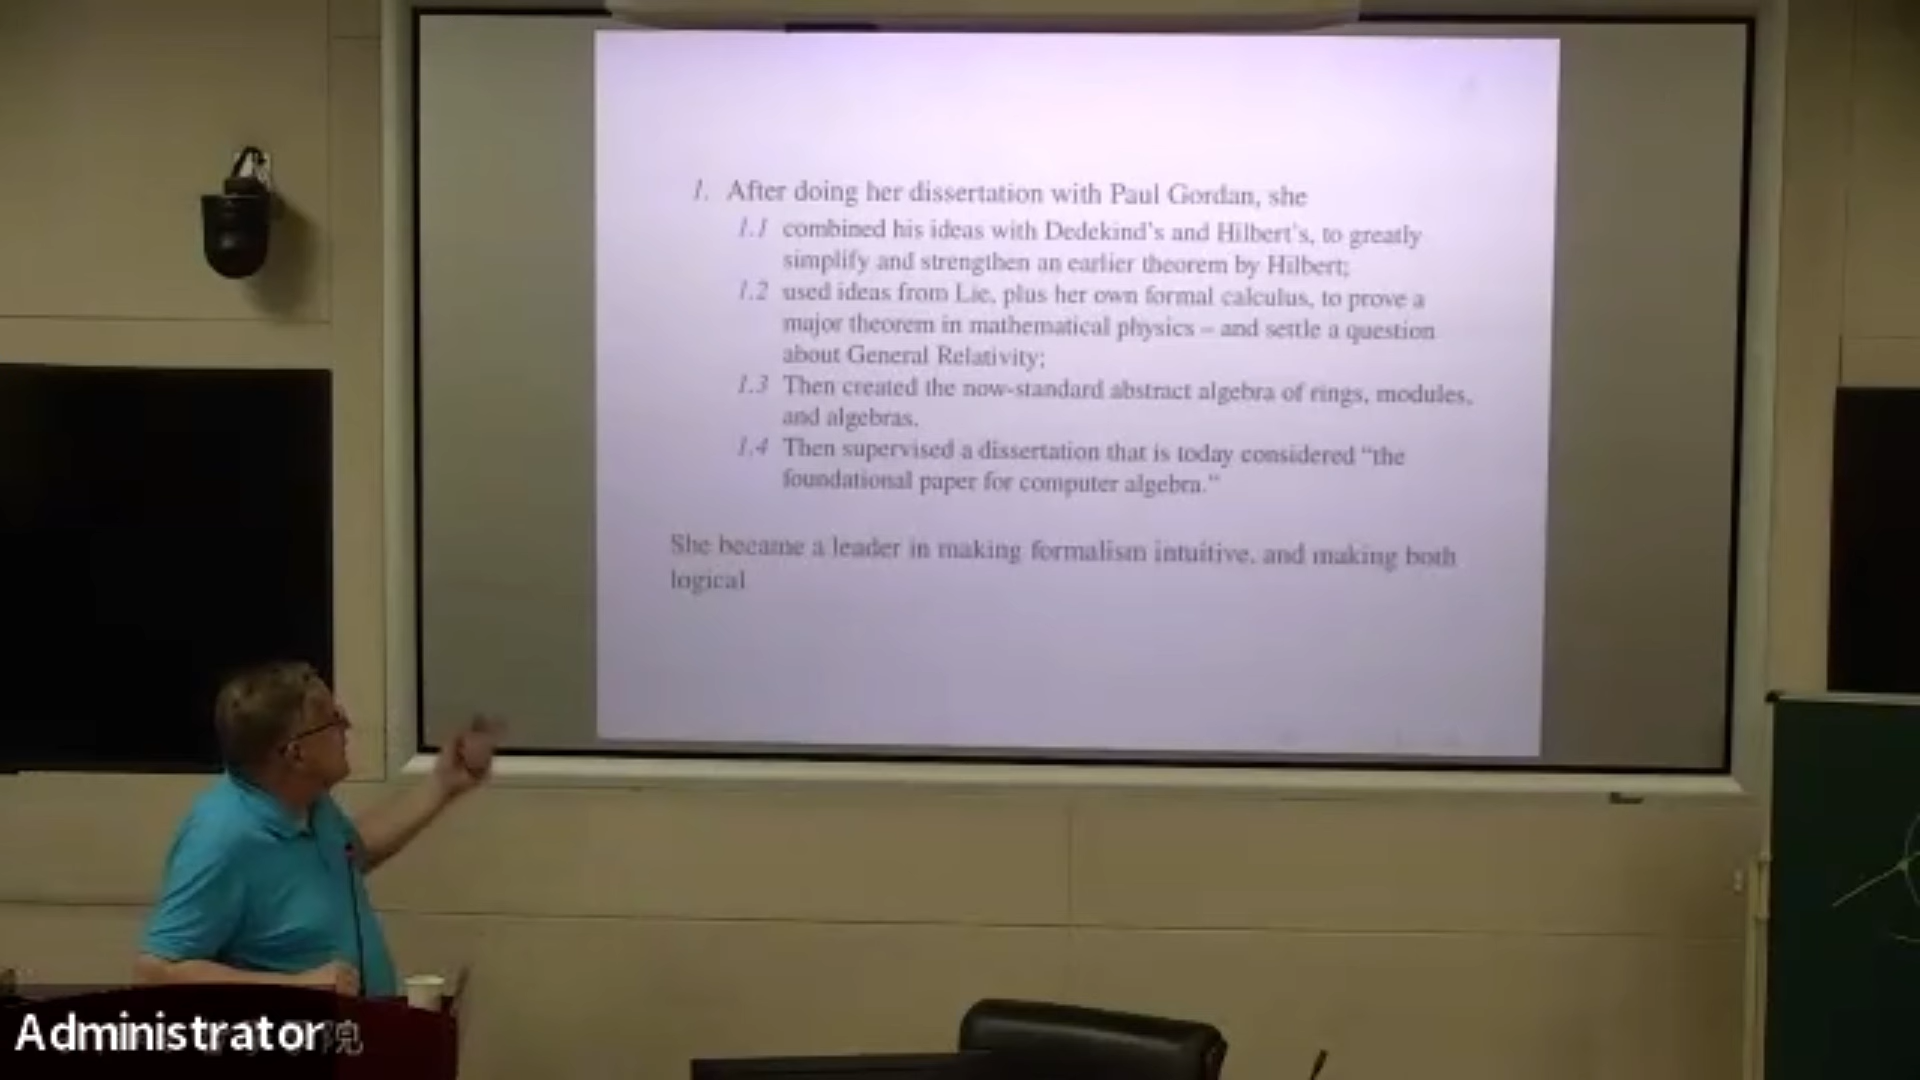 1. After doing her dissertation with Paul Gordan, she
1.1 combined his ideas with Dedekind's and Hilbert's, to greatly
simplify and strengthen an earlier theorem by Hilbert;
1.2 used ideas from Lie, plus her own formal calculus, to prove a
major theorem in mathematical physics – and settle a question
about General Relativity;
1.3 Then created the now-standard abstract algebra of rings, modules,
and algebras.
1.4 Then supervised a dissertation that is today considered “the
foundational paper for computer algebra.”
She became a leader in making formalism intuitive, and making both
logical
Administrator